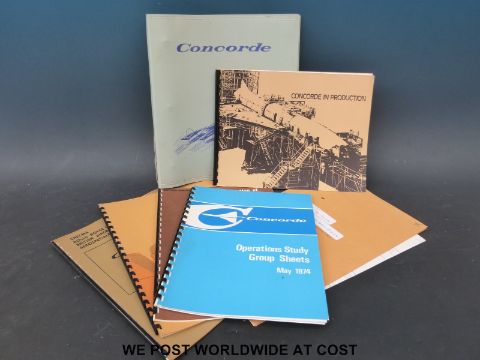 Concorde
CONCORDE IN PRODUCTION
Concorde
Operations Study
Group Sheets
May 1974
WE POST WORLDWIDE AT COST